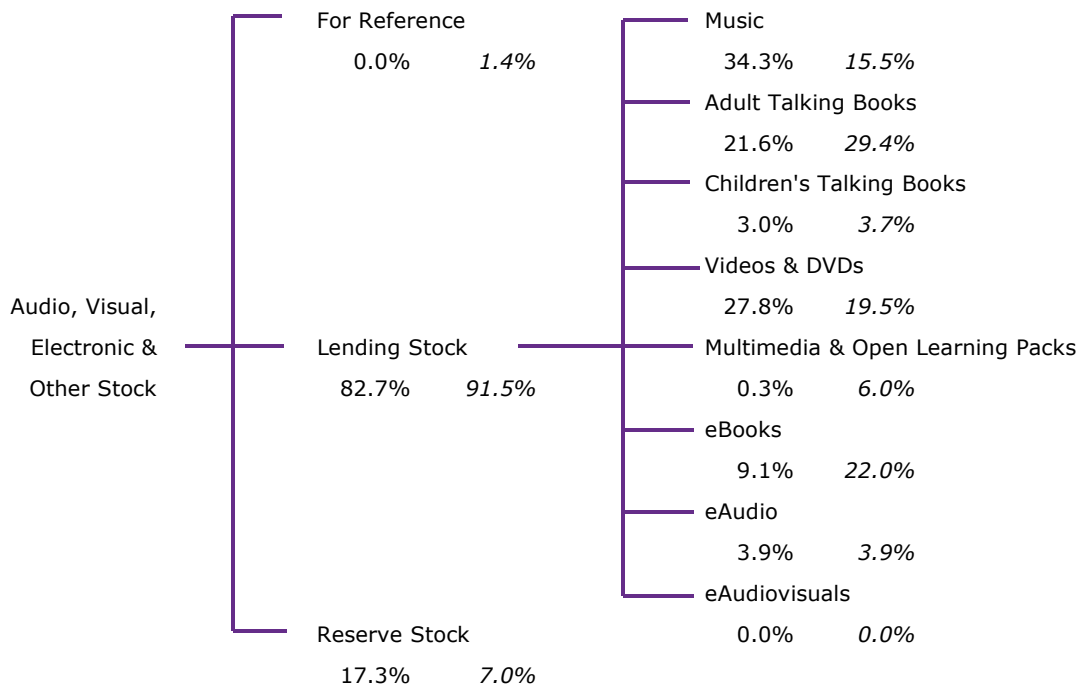 For Reference
0.0% 1.4%
Music
34.3% 15.5%
Adult Talking Books
21.6% 29.4%
Children's Talking Books
3.0% 3.7%
Videos & DVDs
27.8% 19.5%
Audio, Visual,
Electronic &
Other Stock
Lending Stock
82.7% 91.5%
Multimedia & Open Learning Packs
0.3% 6.0%
eBooks
9.1% 22.0%
eAudio
3.9% 3.9%
eAudiovisuals
0.0% 0.0%
Reserve Stock
17.3% 7.0%